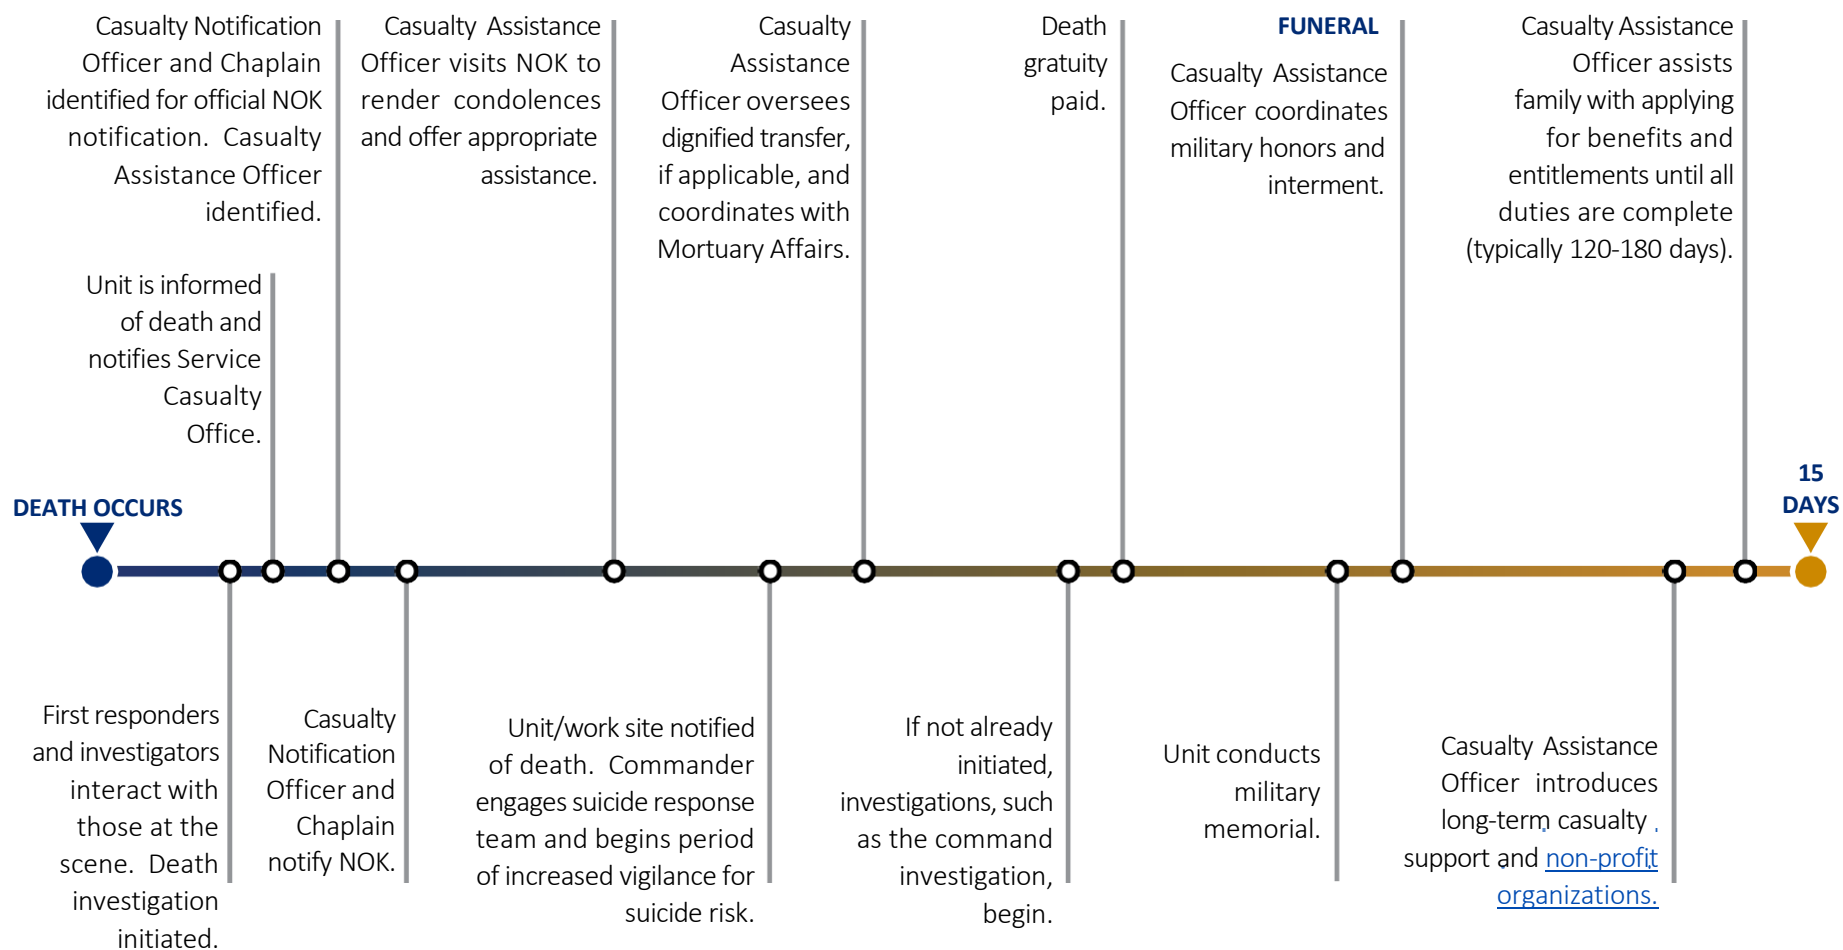 Casualty Notification
Officer and Chaplain
identified for official NOK
notification. Casualty
Assistance Officer
identified.
Casualty Assistance
Officer visits NOK to
render condolences
and offer appropriate
assistance.
Casualty
Assistance
Officer oversees
dignified transfer,
if applicable, and
coordinates with
Mortuary Affairs.
Death
gratuity
paid.
FUNERAL
Casualty Assistance
Officer coordinates
military honors and
interment.
Casualty Assistance
Officer assists
family with applying
for benefits and
entitlements until all
duties are complete
(typically 120-180 days).
Unit is informed
of death and
notifies Service
Casualty
Office.
DEATH OCCURS
15
DAYS
First responders
and investigators
interact with
those at the
scene. Death
investigation
initiated.
Casualty
Notification
Officer and
Chaplain
notify NOK.
Unit/work site notified
of death. Commander
engages suicide response
team and begins period
of increased vigilance for
suicide risk.
If not already
initiated,
investigations, such
as the command
investigation,
begin.
Unit conducts
military
memorial.
Casualty Assistance
Officer introduces
long-term casualty
support and non-profit
organizations.